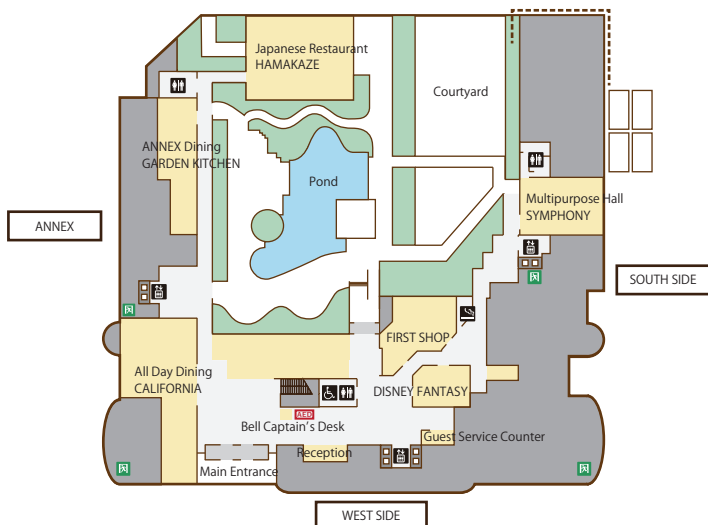 Japanese Restaurant
HAMAKAZE
Courtyard
ANNEX Dining
GARDEN KITCHEN
Pond
Multipurpose Hall
SYMPHONY
ANNEX
SOUTH SIDE
FIRST SHOP
All Day Dining
CALIFORNIA
DISNEY FANTASY
AED
Bell Captain's Desk
Guest Service Counter
Reception
Main Entrance
WEST SIDE